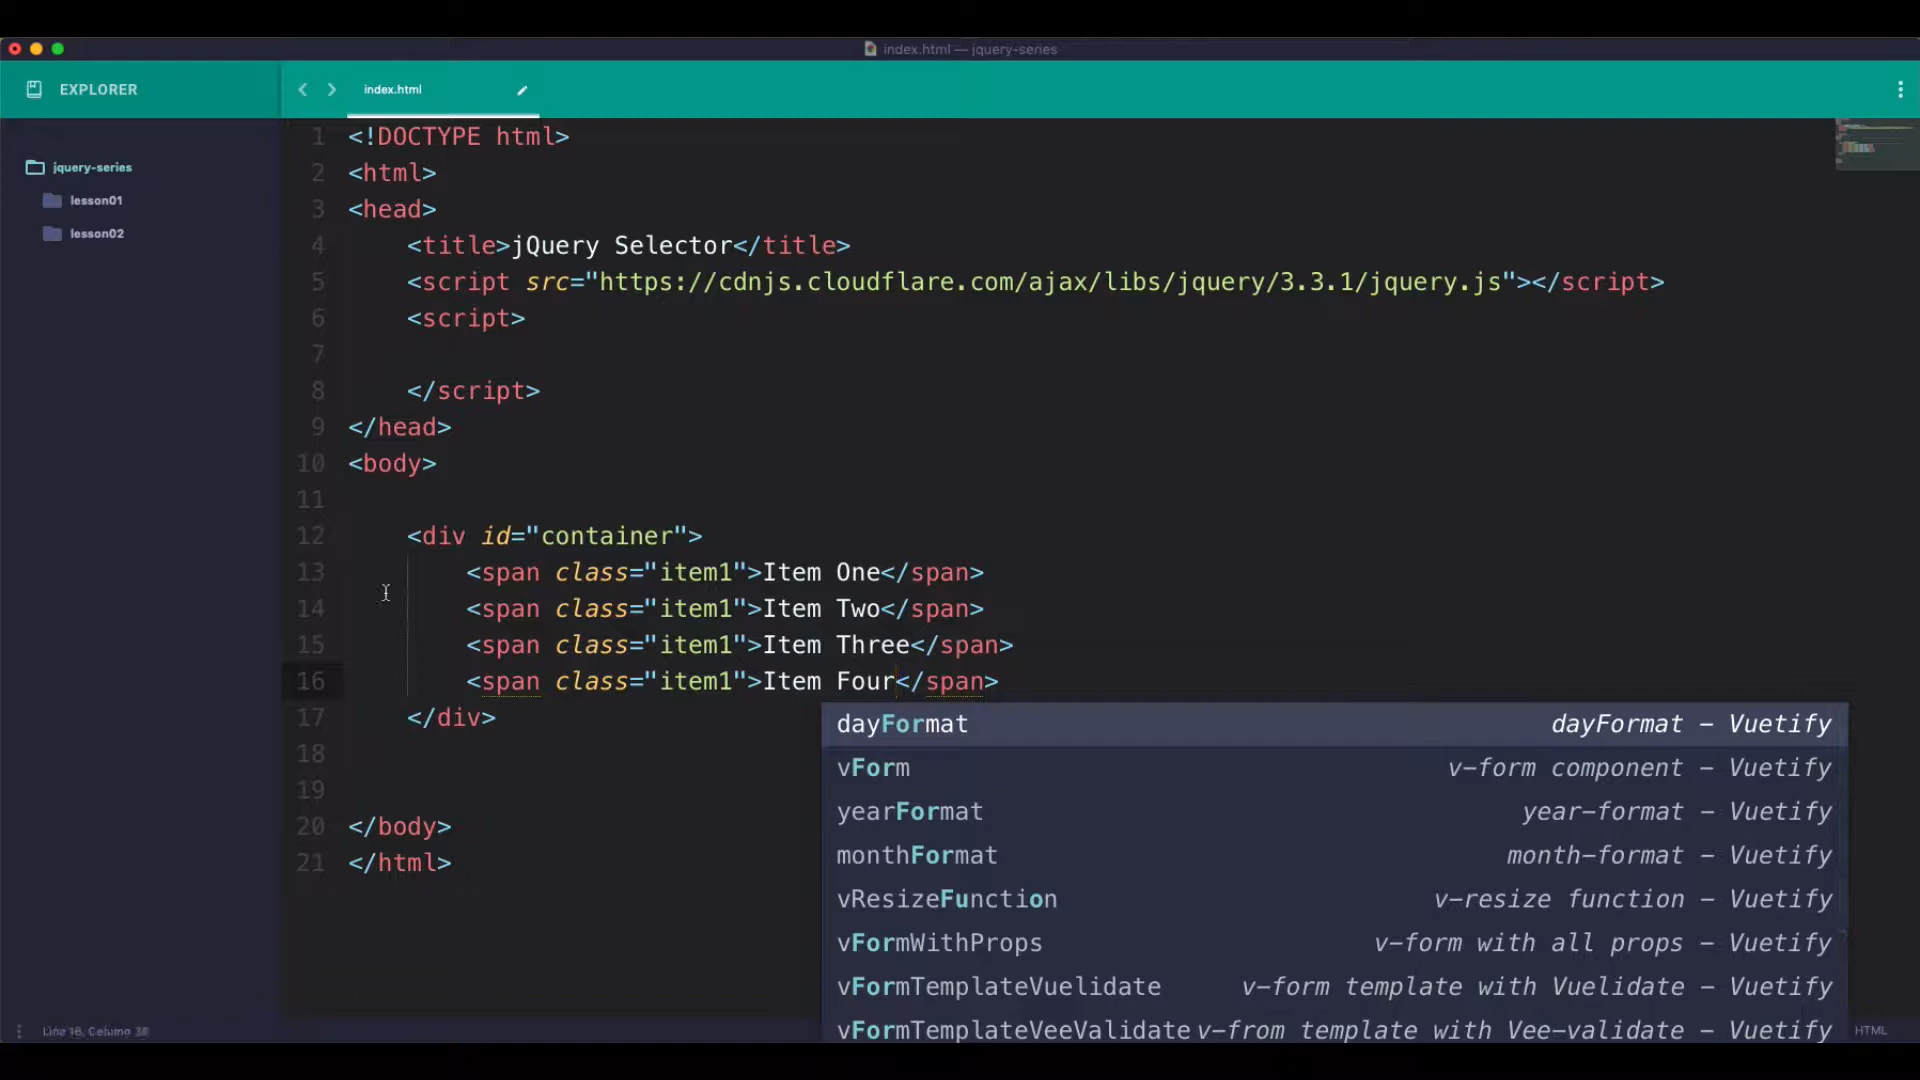 index.html — jquery-series
EXPLORER
index.html
jquery-series
lesson01
lesson02
1 <!DOCTYPE html>
2 <html>
3 <head>
4 <title>jQuery Selector</title>
5 <script src="https://cdnjs.cloudflare.com/ajax/libs/jquery/3.3.1/jquery.js"></script>
6 <script>
7
8 </script>
9 </head>
10 <body>
11
12 <div id="container">
13 <span class="item1">Item One</span>
14 <span class="item1">Item Two</span>
15 <span class="item1">Item Three</span>
16 <span class="item1">Item Four</span>
17 </div>
18
19
20 </body>
21 </html>
dayFormat dayFormat – Vuetify
vForm v-form component – Vuetify
yearFormat year-format – Vuetify
monthFormat month-format – Vuetify
vResizeFunction v-resize function – Vuetify
vFormWithProps v-form with all props – Vuetify
vFormTemplateVuelidate v-form template with Vuelidate – Vuetify
vFormTemplateVeeValidate v-from template with Vee-validate – Vuetify
Line 16, Column 38
HTML